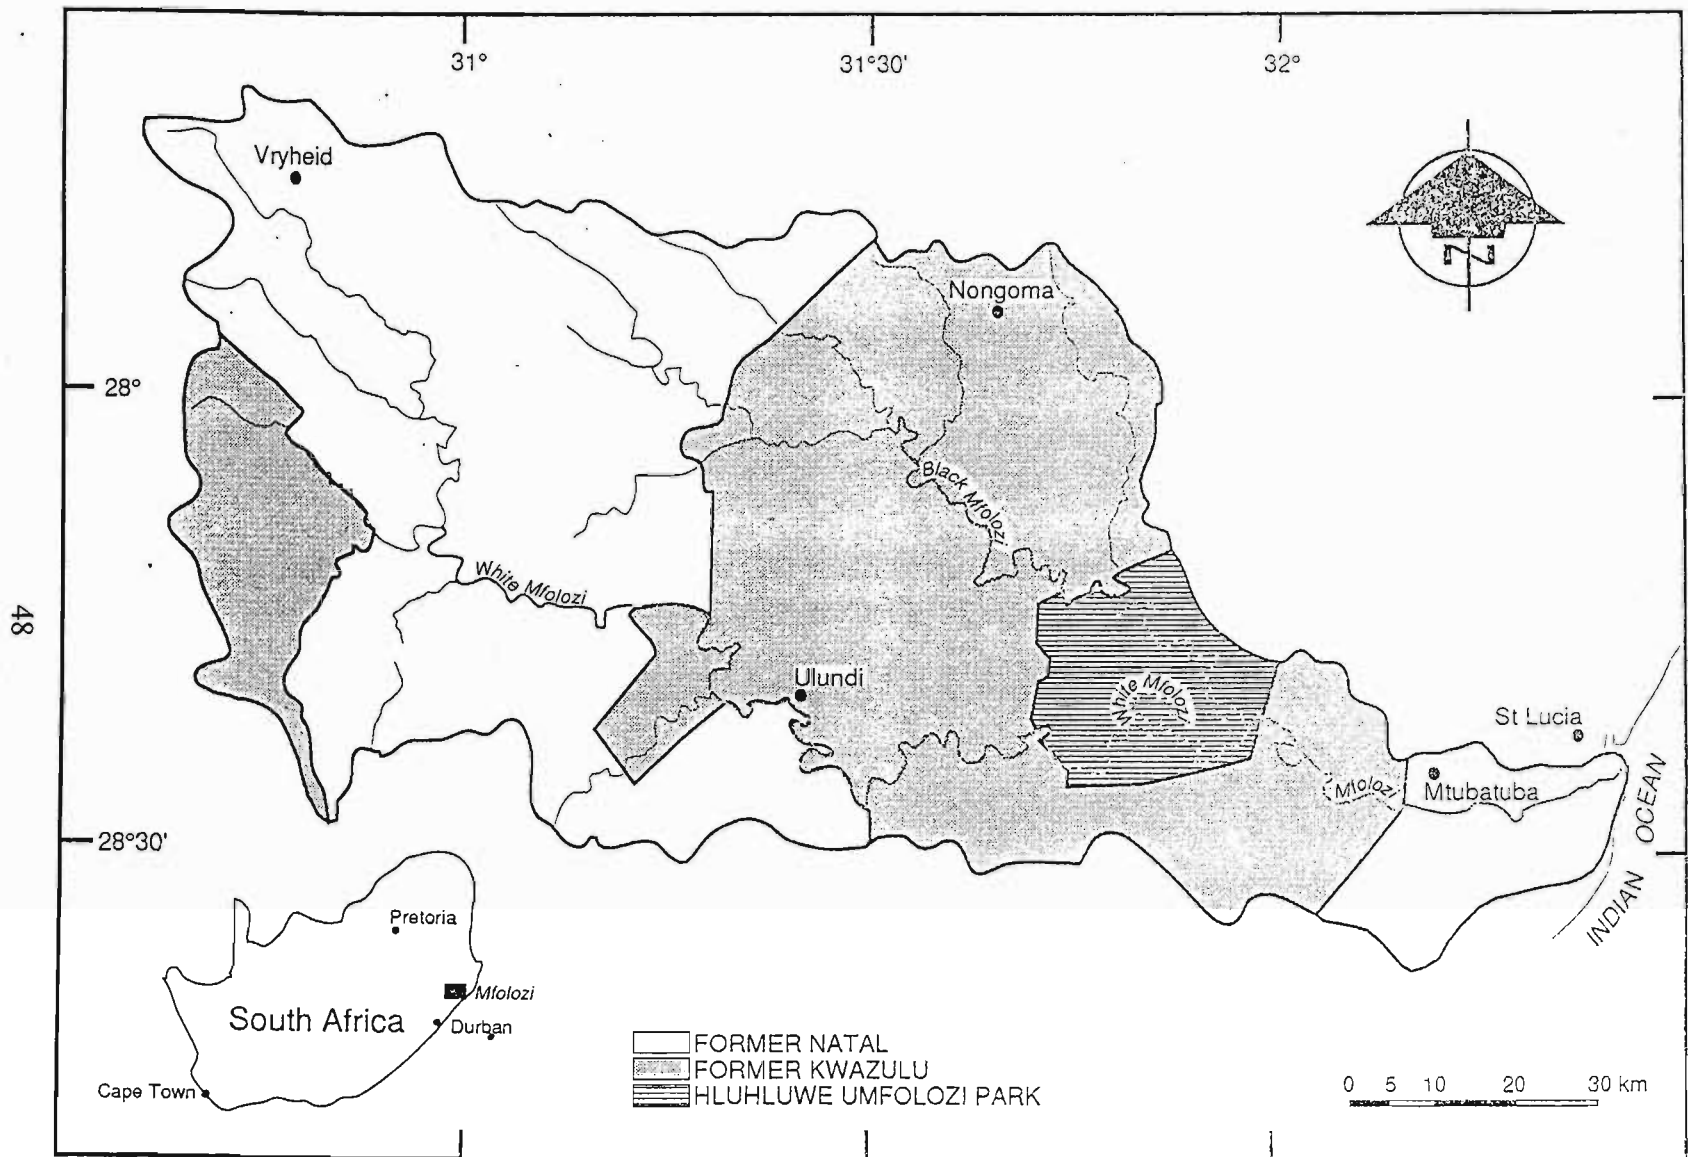 31°
31°30'
32°
Vryheid
Nongoma
N
28°
Black Mfolozi
White Mfolozi
48
Ulundi
White Mfolozi
St Lucia
Mfolozi
Mtubatuba
28°30'
INDIAN OCEAN
Pretoria
Mfolozi
South Africa
Durban
Cape Town
FORMER NATAL
FORMER KWAZULU
HLUHLUWE UMFOLOZI PARK
0 5 10 20 30 km